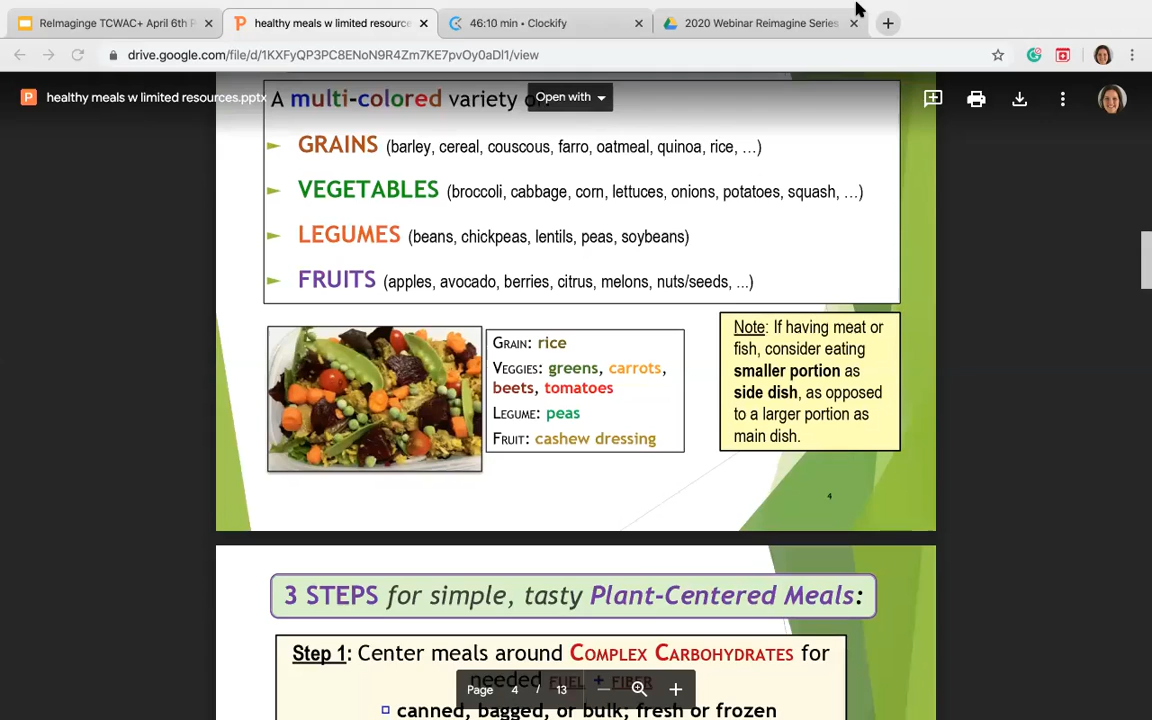 ReImaginge TCWAC+ April 6th
healthy meals w limited resource
46:10 min • Clockify
2020 Webinar Reimagine Series
drive.google.com/file/d/1KXFyQP3PC8ENoN9R4Zm7KE7pvOy0aDl1/view
healthy meals w limited resources.pptx
Open with
A multi-colored variety
GRAINS (barley, cereal, couscous, farro, oatmeal, quinoa, rice, …)
VEGETABLES (broccoli, cabbage, corn, lettuces, onions, potatoes, squash, …)
LEGUMES (beans, chickpeas, lentils, peas, soybeans)
FRUITS (apples, avocado, berries, citrus, melons, nuts/seeds, ...)
GRAIN: rice
VEGGIES: greens, carrots,
beets, tomatoes
LEGUME: peas
FRUIT: cashew dressing
Note: If having meat or
fish, consider eating
smaller portion as
side dish, as opposed
to a larger portion as
main dish.
4
3 STEPS for simple, tasty Plant-Centered Meals:
Step 1: Center meals around COMPLEX CARBOHYDRATES for
needed FUEL + FIBER
Page 4 / 13
canned, bagged, or bulk; fresh or frozen